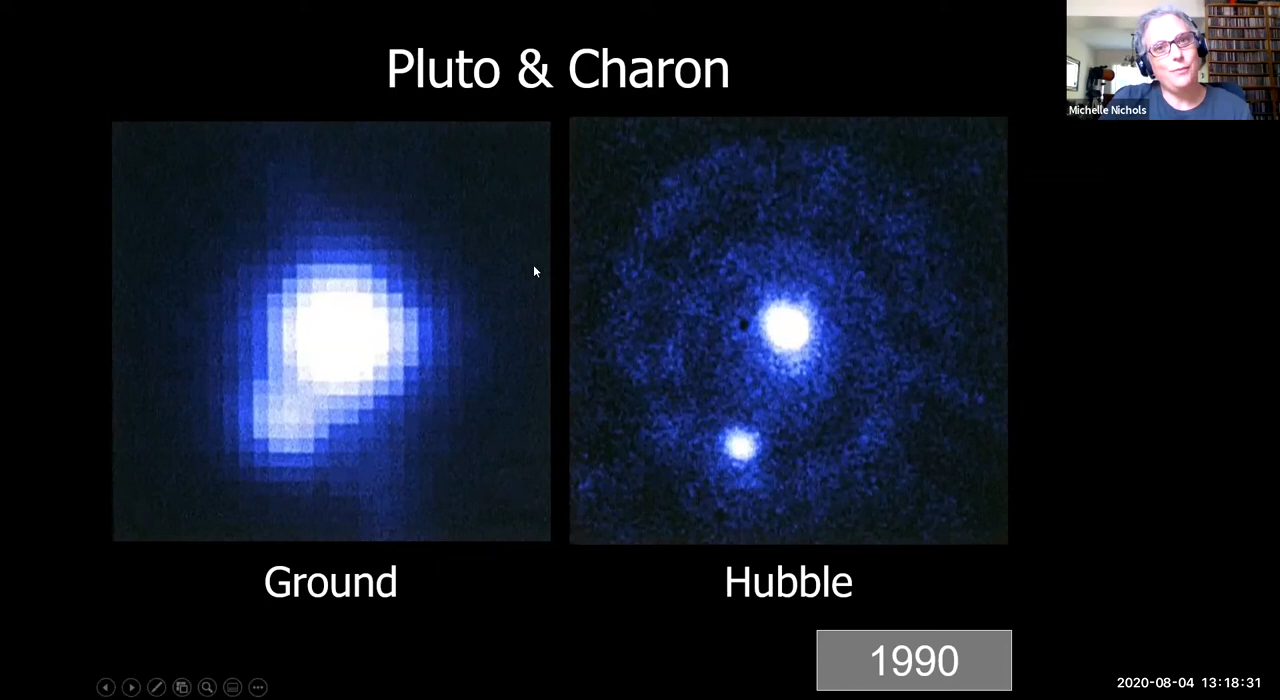 Pluto & Charon
Michelle Nichols
Ground
Hubble
1990
2020-08-04 13:18:31